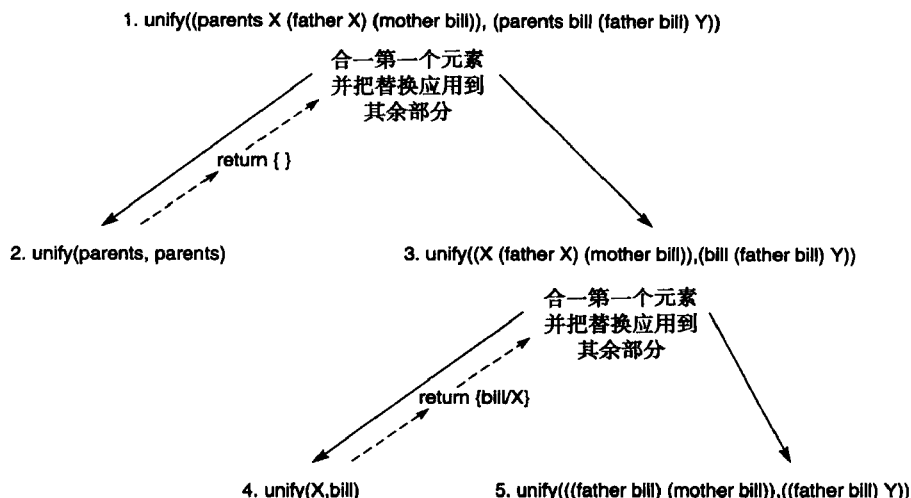 1. unify((parents X (father X) (mother bill)), (parents bill (father bill) Y))
合一第一个元素
并把替换应用到
其余部分
return { }
2. unify(parents, parents)
3. unify((X (father X) (mother bill)),(bill (father bill) Y))
合一第一个元素
并把替换应用到
其余部分
return {bill/X}
4. unify(X,bill)
5. unify(((father bill) (mother bill)),((father bill) Y))